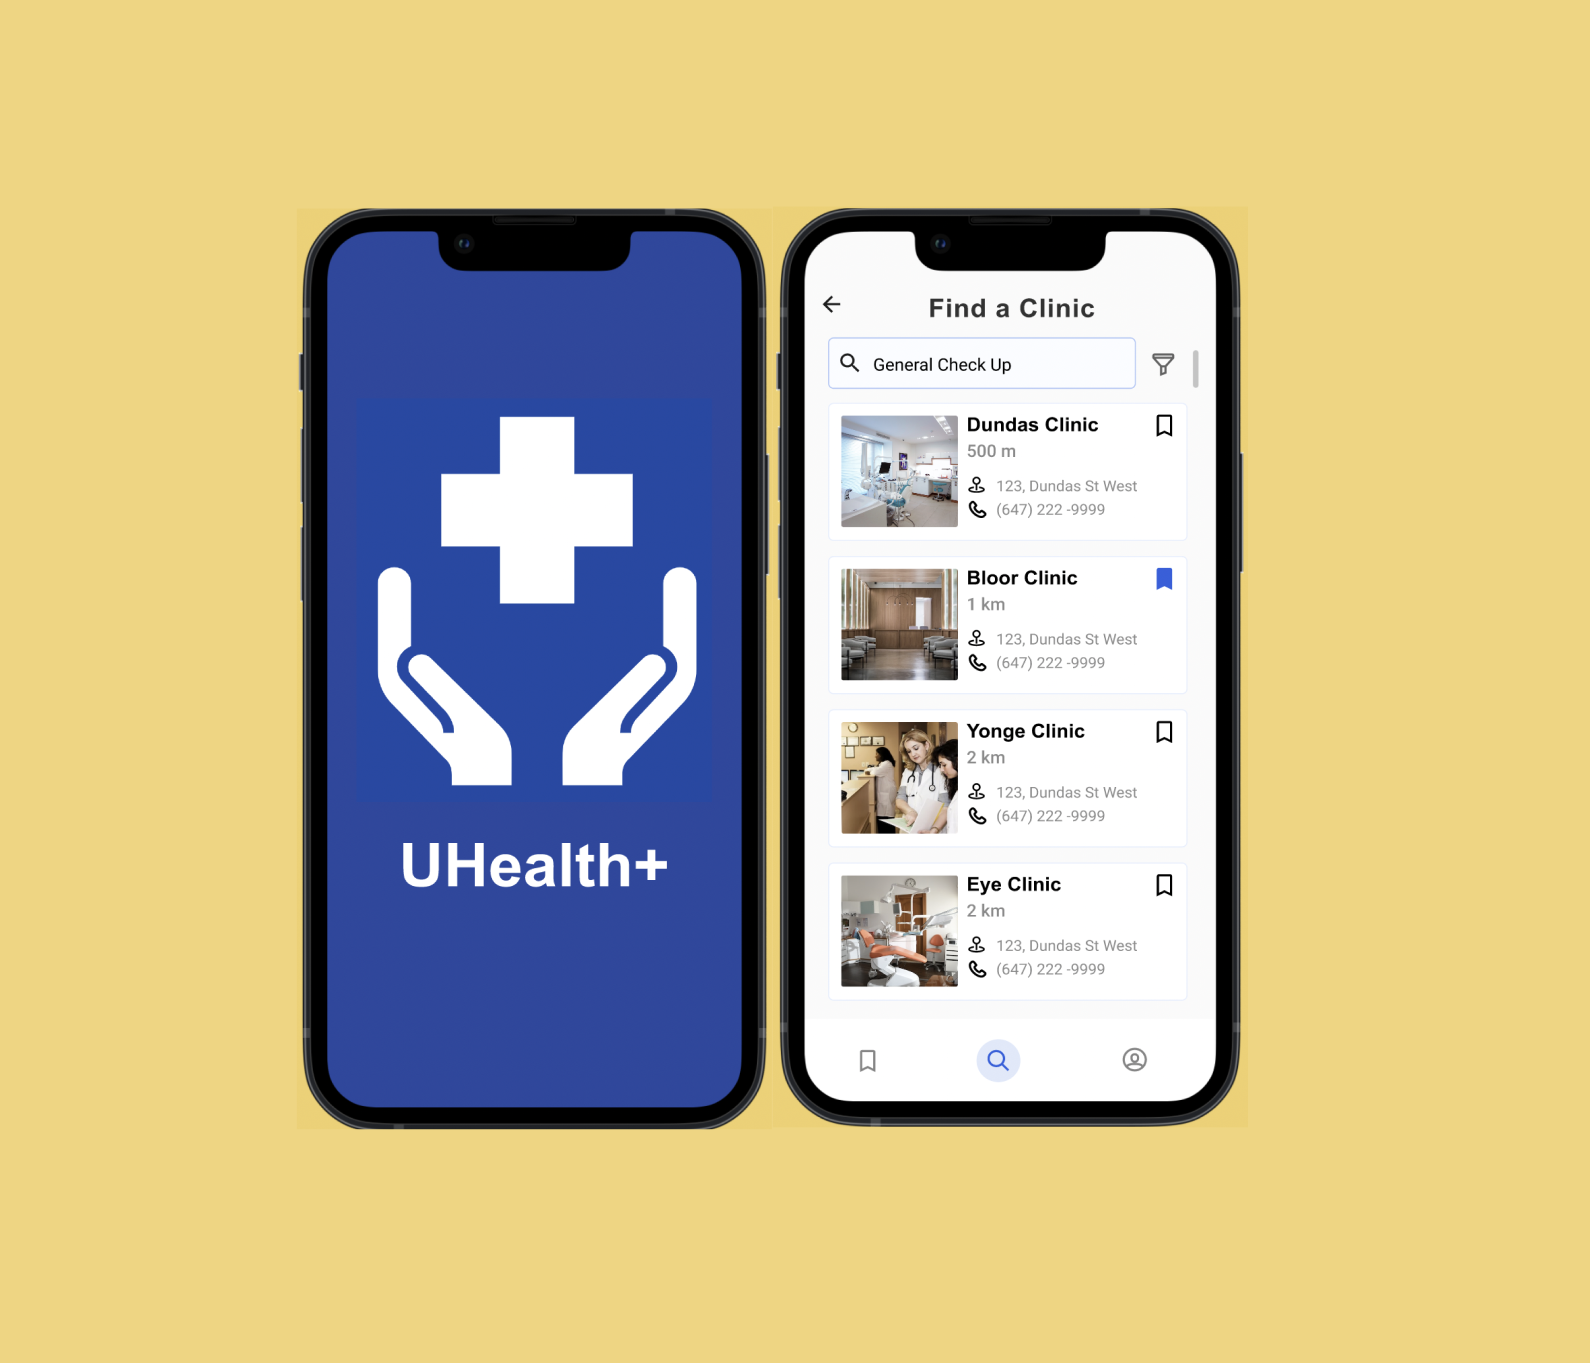 UHealth+
Find a Clinic
General Check Up
Dundas Clinic
500 m
123, Dundas St West
(647) 222 -9999
Bloor Clinic
1 km
123, Dundas St West
(647) 222 -9999
Yonge Clinic
2 km
123, Dundas St West
(647) 222 -9999
Eye Clinic
2 km
123, Dundas St West
(647) 222 -9999